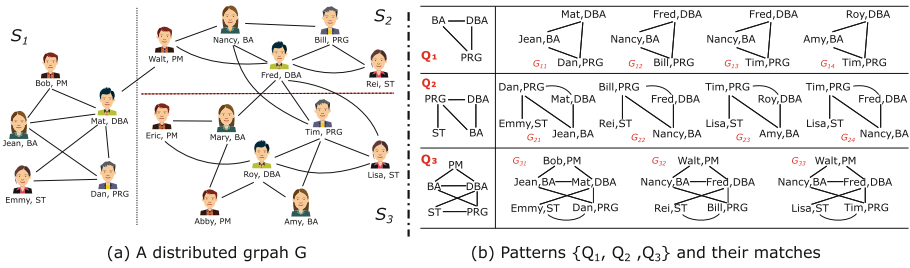 S1
S2
S3
Bob, PM
Jean, BA
Mat, DBA
Emmy, ST
Dan, PRG
Walt, PM
Nancy, BA
Bill, PRG
Fred, DBA
Rei, ST
Eric, PM
Mary, BA
Tim, PRG
Roy, DBA
Lisa, ST
Abby, PM
Amy, BA
(a) A distributed grpah G
Q1
BA DBA
PRG
Mat,DBA
Jean,BA
G11 Dan,PRG
Fred,DBA
Nancy,BA
G12 Bill,PRG
Fred,DBA
Nancy,BA
G13 Tim,PRG
Roy,DBA
Amy,BA
G14 Tim,PRG
Q2
PRG DBA
ST BA
Dan,PRG
Mat,DBA
Emmy,ST
G21 Jean,BA
Bill,PRG
Fred,DBA
Rei,ST
G22 Nancy,BA
Tim,PRG
Roy,DBA
Lisa,ST
G23 Amy,BA
Tim,PRG
Fred,DBA
Lisa,ST
G24 Nancy,BA
Q3
PM
BA DBA
ST PRG
G31 Bob,PM
Jean,BA Mat,DBA
Emmy,ST Dan,PRG
G32 Walt,PM
Nancy,BA Fred,DBA
Rei,ST Bill,PRG
G33 Walt,PM
Nancy,BA Fred,DBA
Lisa,ST Tim,PRG
(b) Patterns {Q1, Q2 ,Q3} and their matches